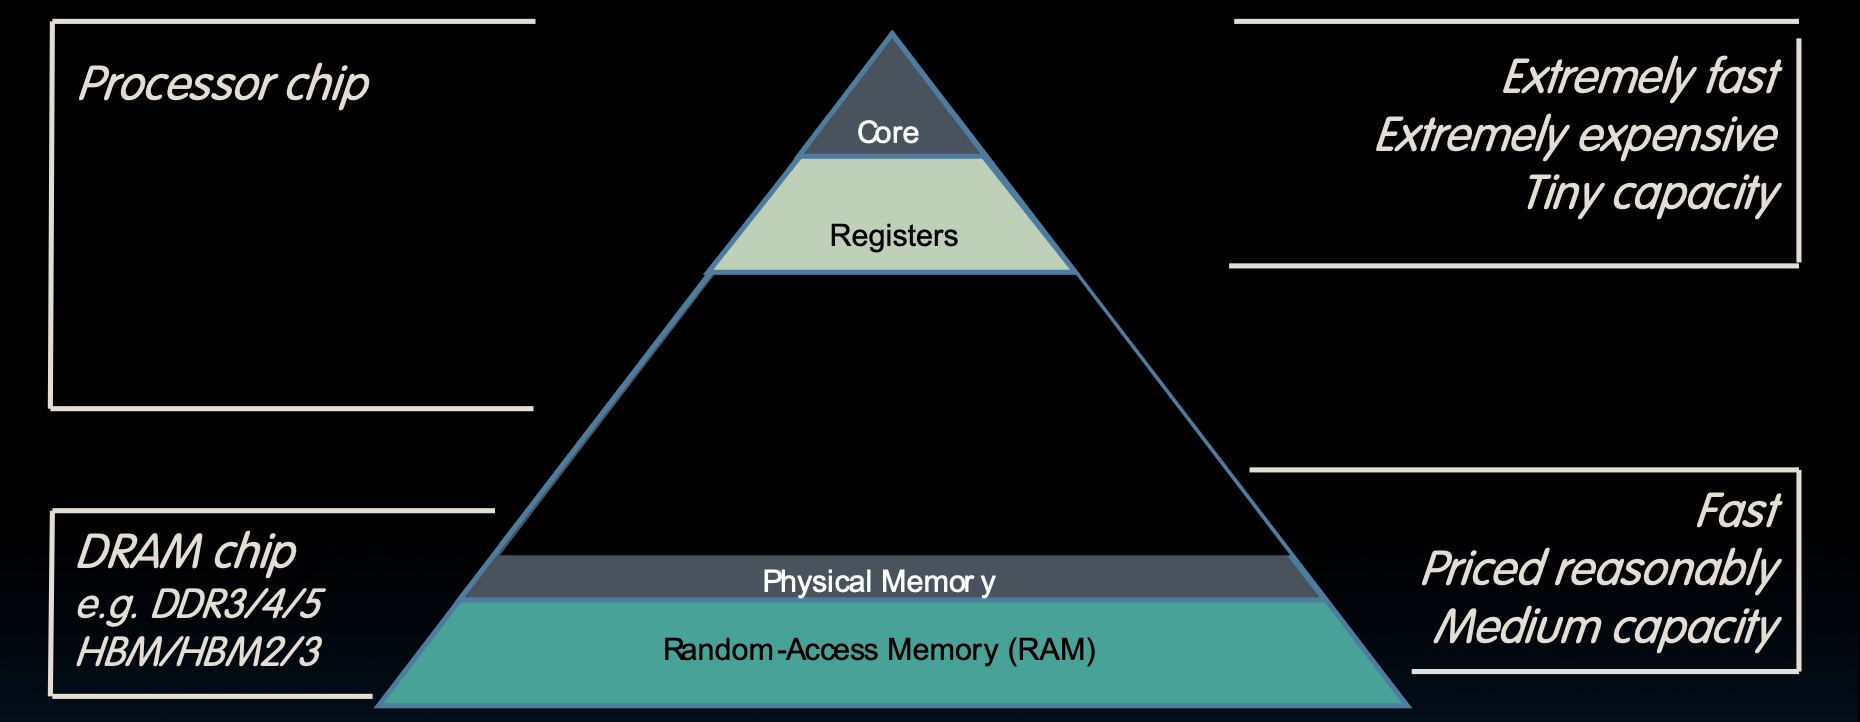 Processor chip
Core
Registers
Extremely fast
Extremely expensive
Tiny capacity
DRAM chip
e.g. DDR3/4/5
HBM/HBM2/3
Physical Memory
Random-Access Memory (RAM)
Fast
Priced reasonably
Medium capacity